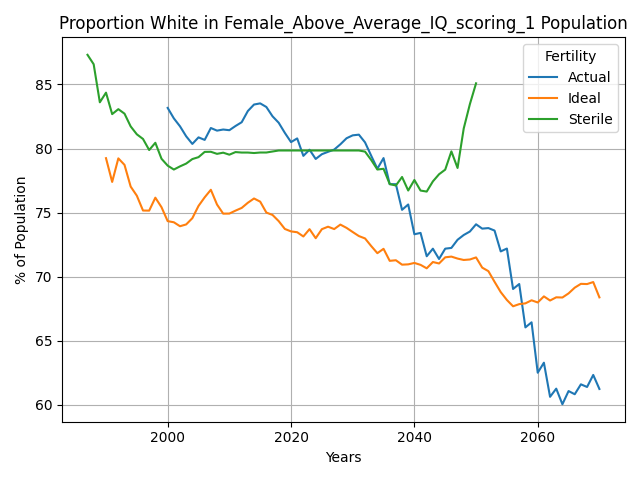 Proportion White in Female_Above_Average_IQ_scoring_1 Population
Fertility
Actual
Ideal
Sterile
% of Population
85
80
75
70
65
60
2000
2020
2040
2060
Years